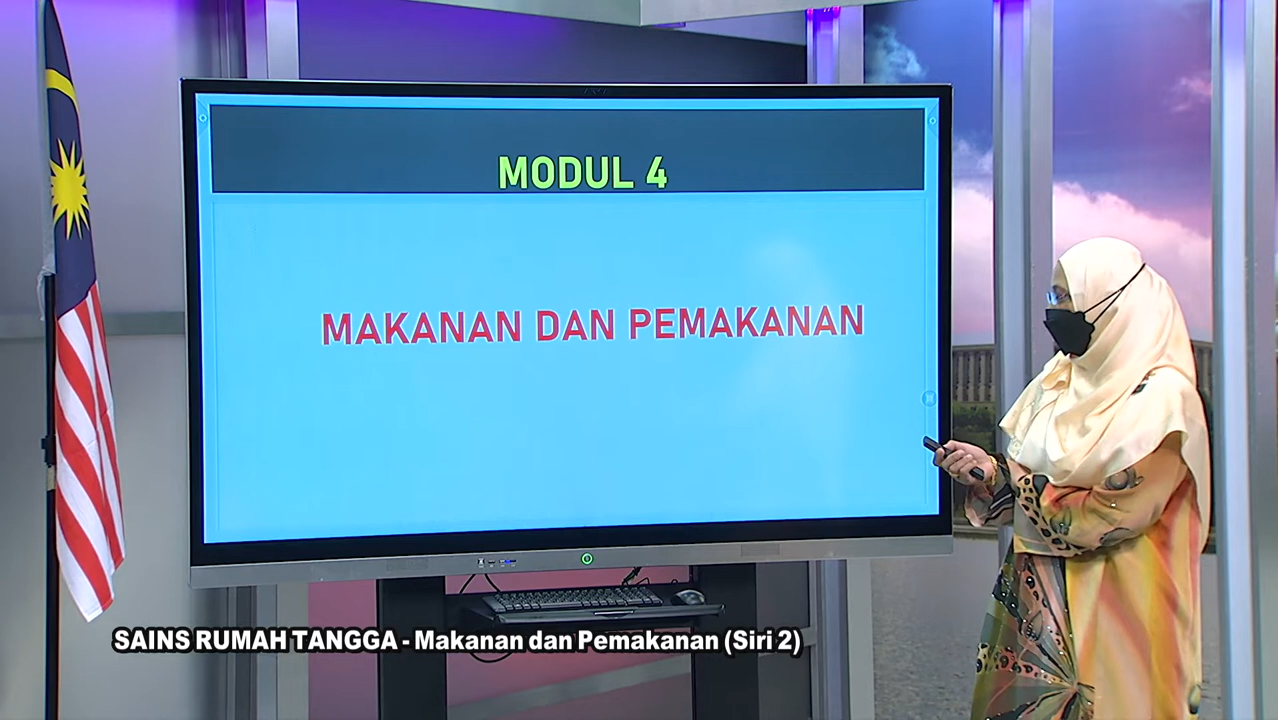 MODUL 4
MAKANAN DAN PEMAKANAN
SAINS RUMAH TANGGA - Makanan dan Pemakanan (Siri 2)